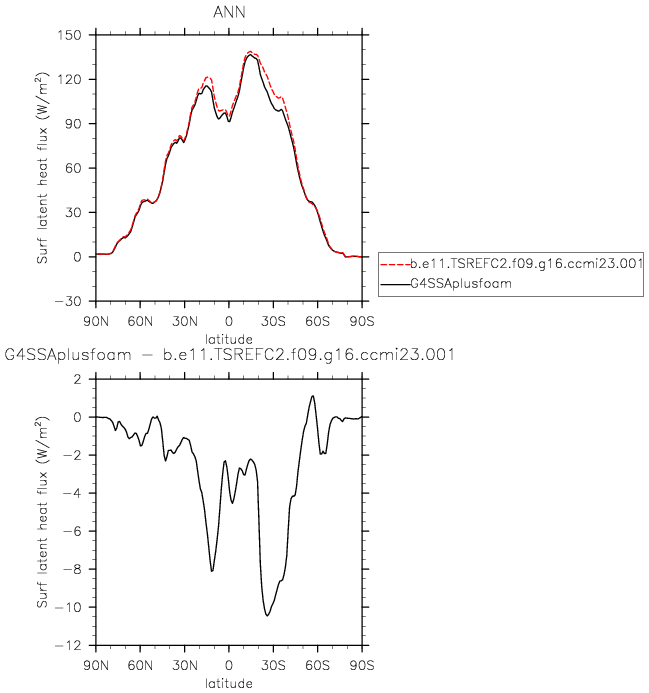 ANN
150
120
90
60
30
0
−30
Surf latent heat flux (W/m²)
90N 60N 30N 0 30S 60S 90S
latitude
b.e11.TSREFC2.f09.g16.ccmi23.001
G4SSAplusfoam
G4SSAplusfoam − b.e11.TSREFC2.f09.g16.ccmi23.001
2
0
−2
−4
−6
−8
−10
−12
Surf latent heat flux (W/m²)
90N 60N 30N 0 30S 60S 90S
latitude